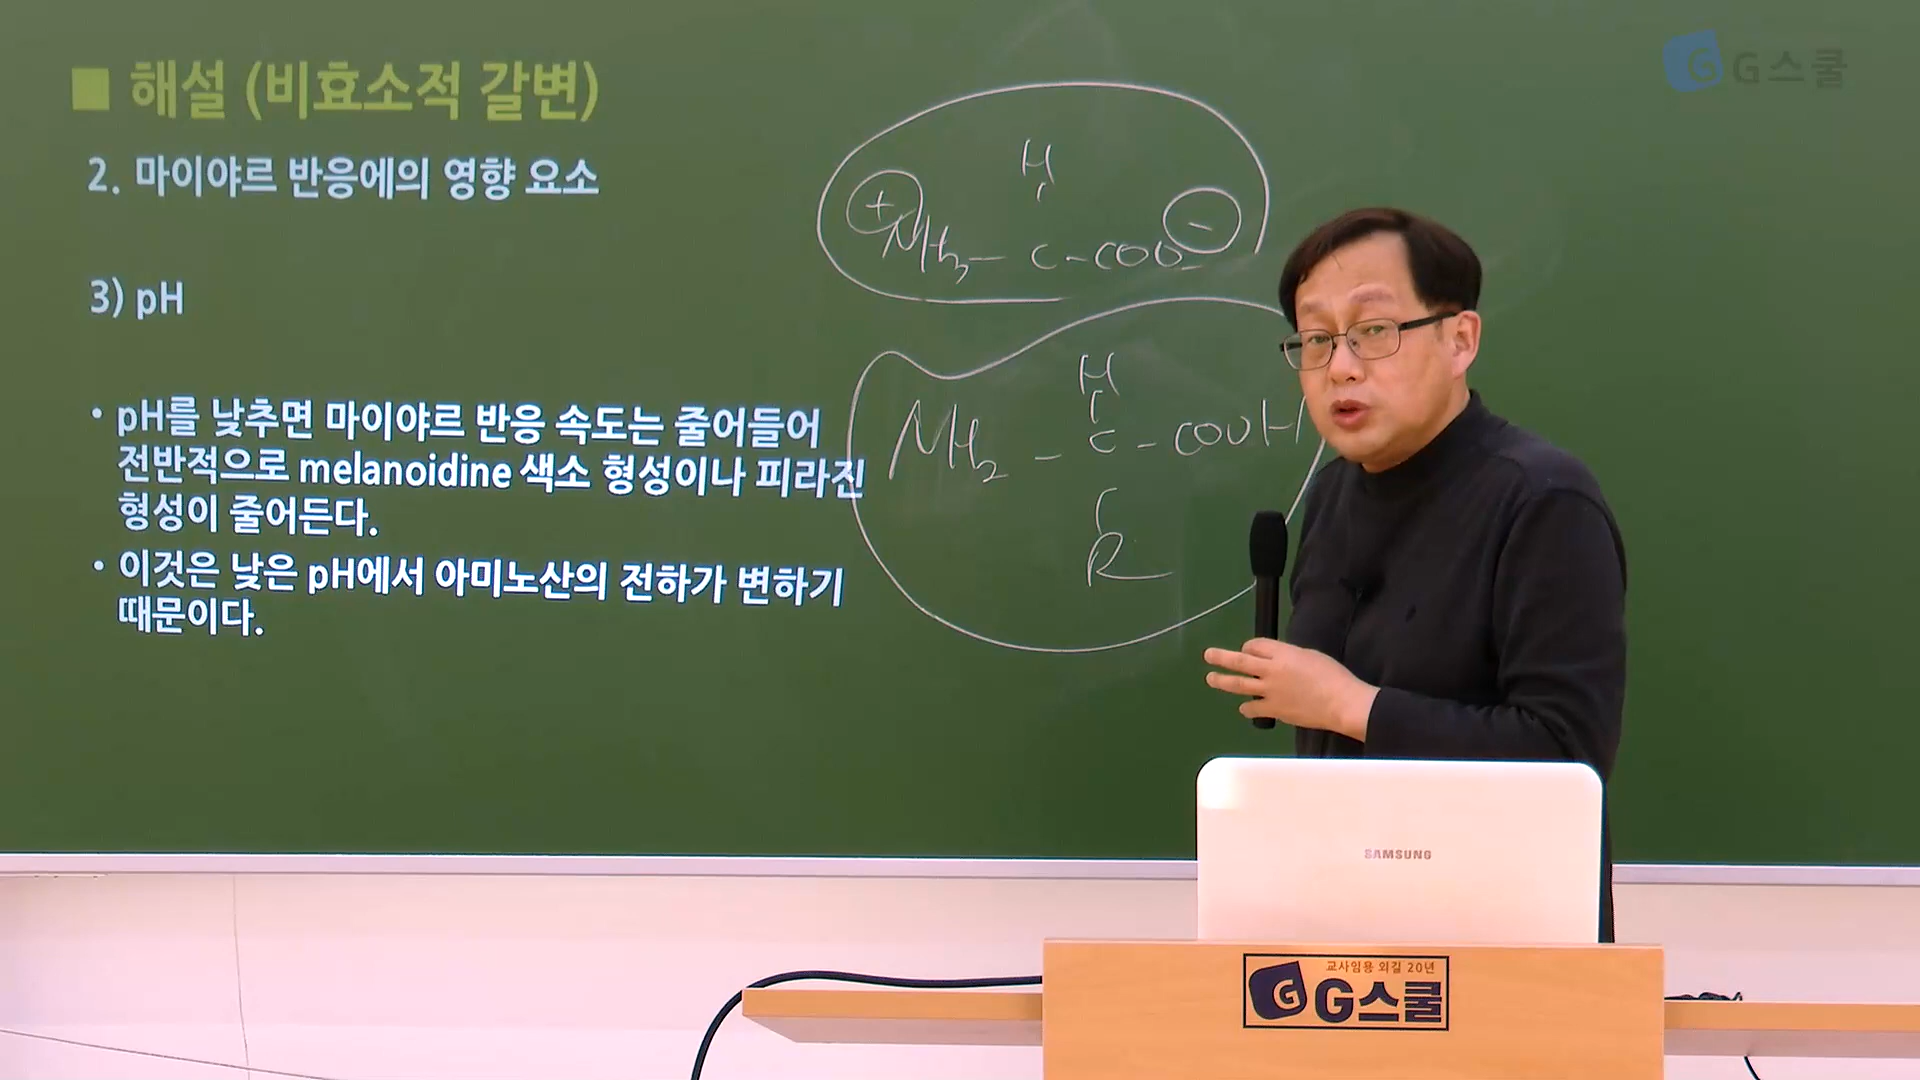 ■ 해설 (비효소적 갈변)
2. 마이야르 반응에의 영향 요소
3) pH
• pH를 낮추면 마이야르 반응 속도는 줄어들어
전반적으로 melanoidine 색소 형성이나 피라진
형성이 줄어든다.
• 이것은 낮은 pH에서 아미노산의 전하가 변하기
때문이다.
H
+ -
NH₃ - C - COO
H
NH₂ - C - COOH
R
G G스쿨
SAMSUNG
교사임용 외길 20년
G G스쿨